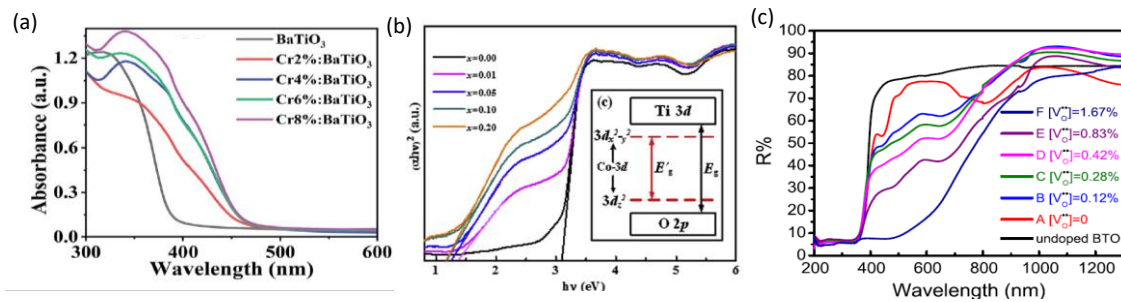 (a)
Absorbance (a.u.)
1.2
0.9
0.6
0.3
0.0
BaTiO₃
Cr2%:BaTiO₃
Cr4%:BaTiO₃
Cr6%:BaTiO₃
Cr8%:BaTiO₃
300 400 500 600
Wavelength (nm)
(b)
(αhν)² (a.u.)
x=0.00
x=0.01
x=0.05
x=0.10
x=0.20
(c)
Ti 3d
3dx²-y²
Co-3d
E'g
Eg
3dz²
O 2p
1 2 3 4 5 6
hν (eV)
(c)
R%
100
90
80
70
60
50
40
30
20
10
0
F [V••O]=1.67%
E [V••O]=0.83%
D [V••O]=0.42%
C [V••O]=0.28%
B [V••O]=0.12%
A [V••O]=0
undoped BTO
200 400 600 800 1000 1200
Wavelength (nm)